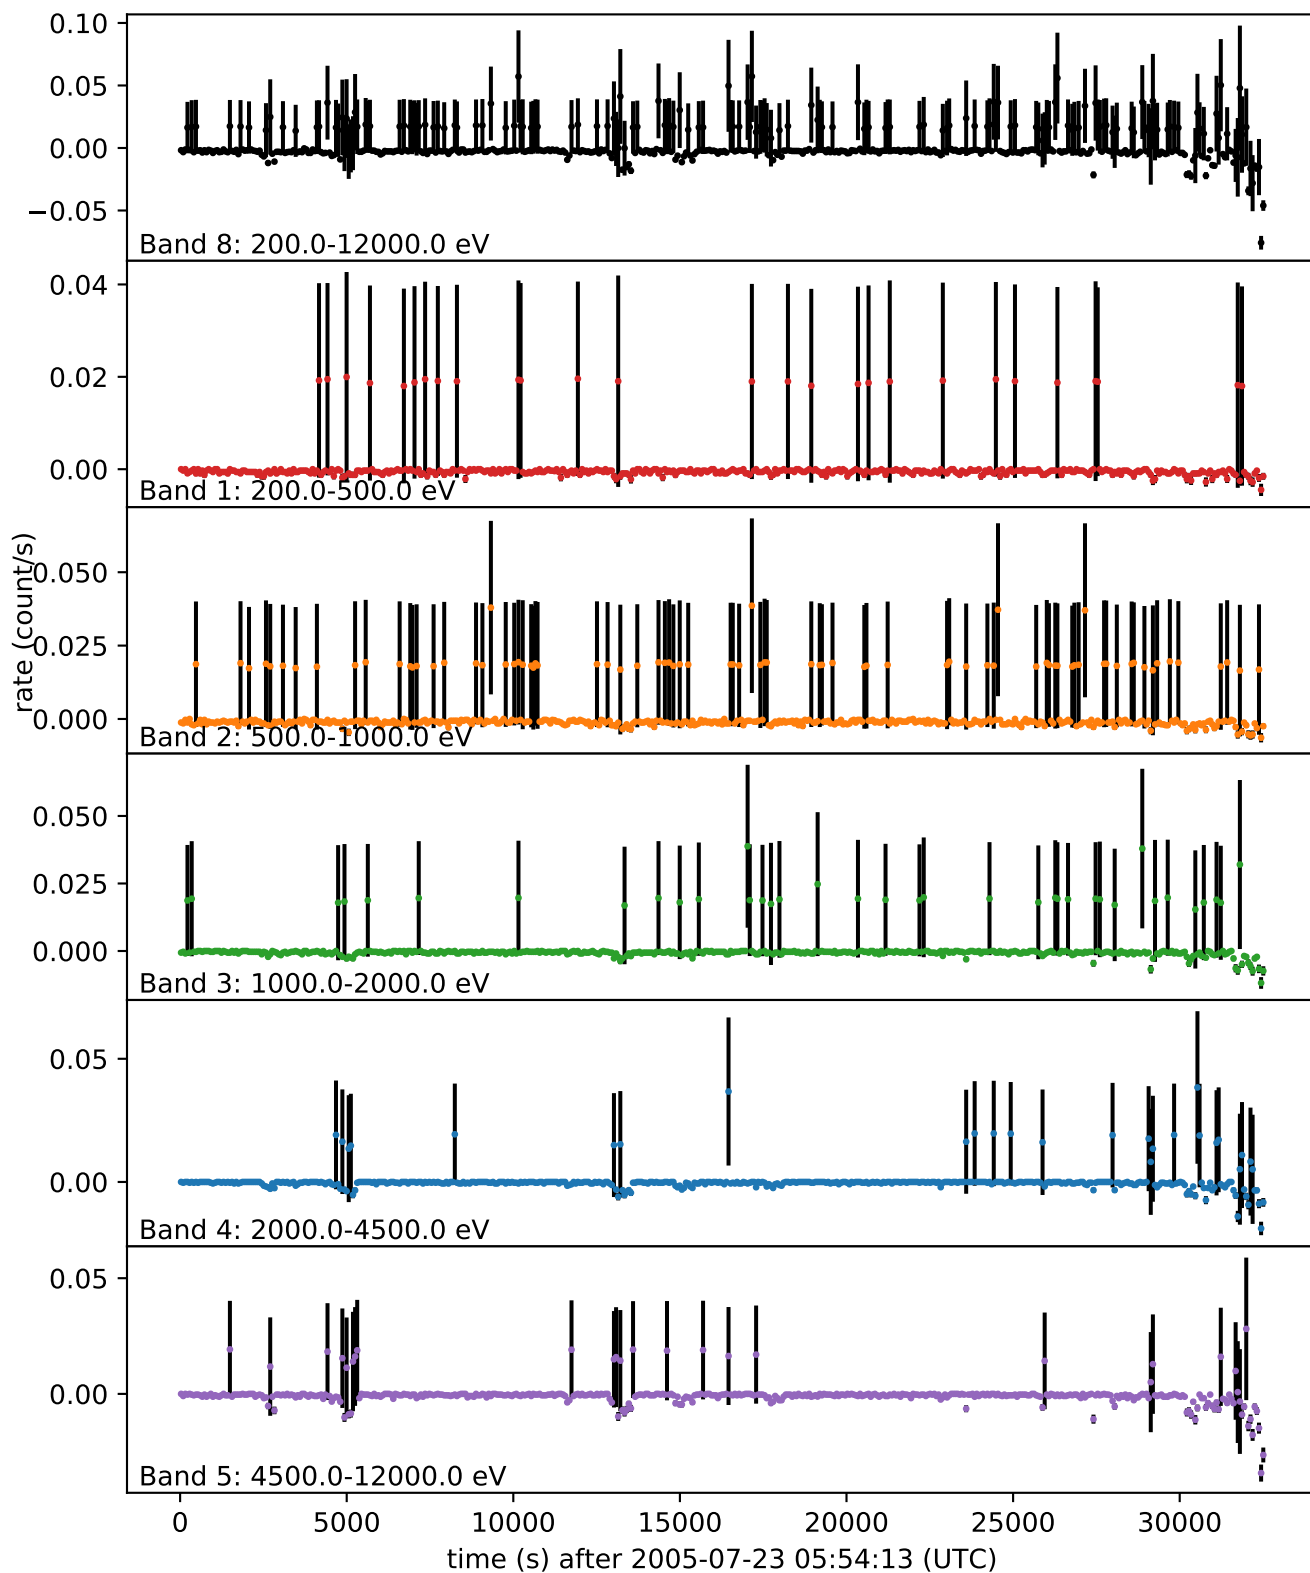 0.10
0.05
0.00
−0.05
Band 8: 200.0-12000.0 eV
0.04
0.02
0.00
Band 1: 200.0-500.0 eV
rate (count/s)
0.050
0.025
0.000
Band 2: 500.0-1000.0 eV
0.050
0.025
0.000
Band 3: 1000.0-2000.0 eV
0.05
0.00
Band 4: 2000.0-4500.0 eV
0.05
0.00
Band 5: 4500.0-12000.0 eV
0 5000 10000 15000 20000 25000 30000
time (s) after 2005-07-23 05:54:13 (UTC)